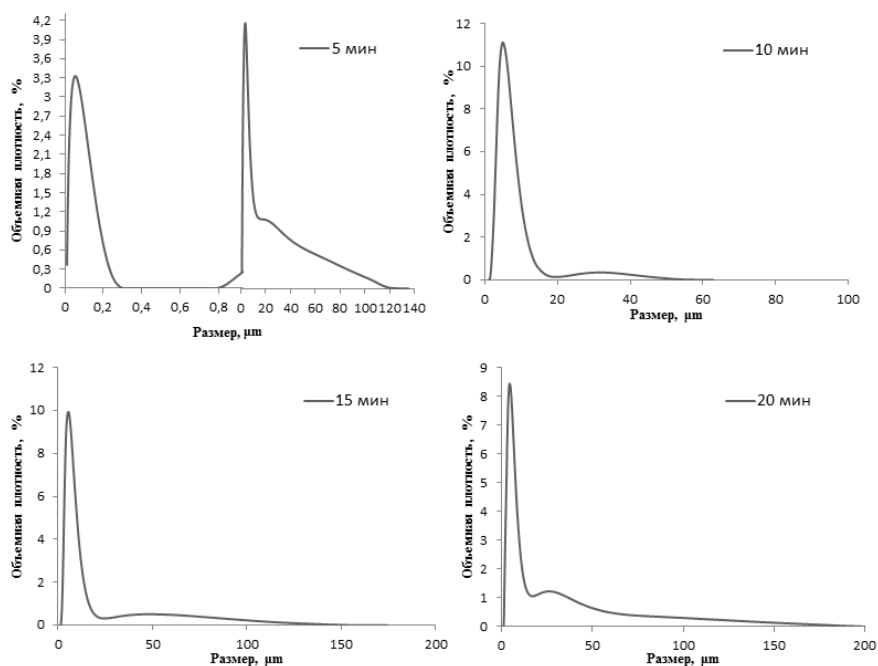 4,2
3,9
3,6
3,3
3
2,7
2,4
2,1
1,8
1,5
1,2
0,9
0,6
0,3
0
Объемная плотность, %
5 мин
0 0,2 0,4 0,6 0,8 0 20 40 60 80 100 120 140
Размер, µm
12
10
8
6
4
2
0
Объемная плотность, %
10 мин
0 20 40 60 80 100
Размер, µm
12
10
8
6
4
2
0
Объемная плотность, %
15 мин
0 50 100 150 200
Размер, µm
9
8
7
6
5
4
3
2
1
0
Объемная плотность, %
20 мин
0 50 100 150 200
Размер, µm